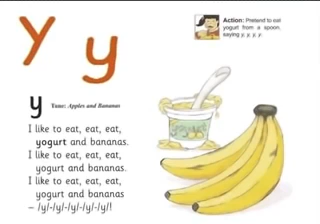 Y y
Action: Pretend to eat
yogurt from a spoon,
saying y, y, y, y.
y Tune: Apples and Bananas
I like to eat, eat, eat,
yogurt and bananas.
I like to eat, eat, eat,
yogurt and bananas.
I like to eat, eat, eat,
yogurt and bananas
– /y/-/y/-/y/-/y/-/y/!